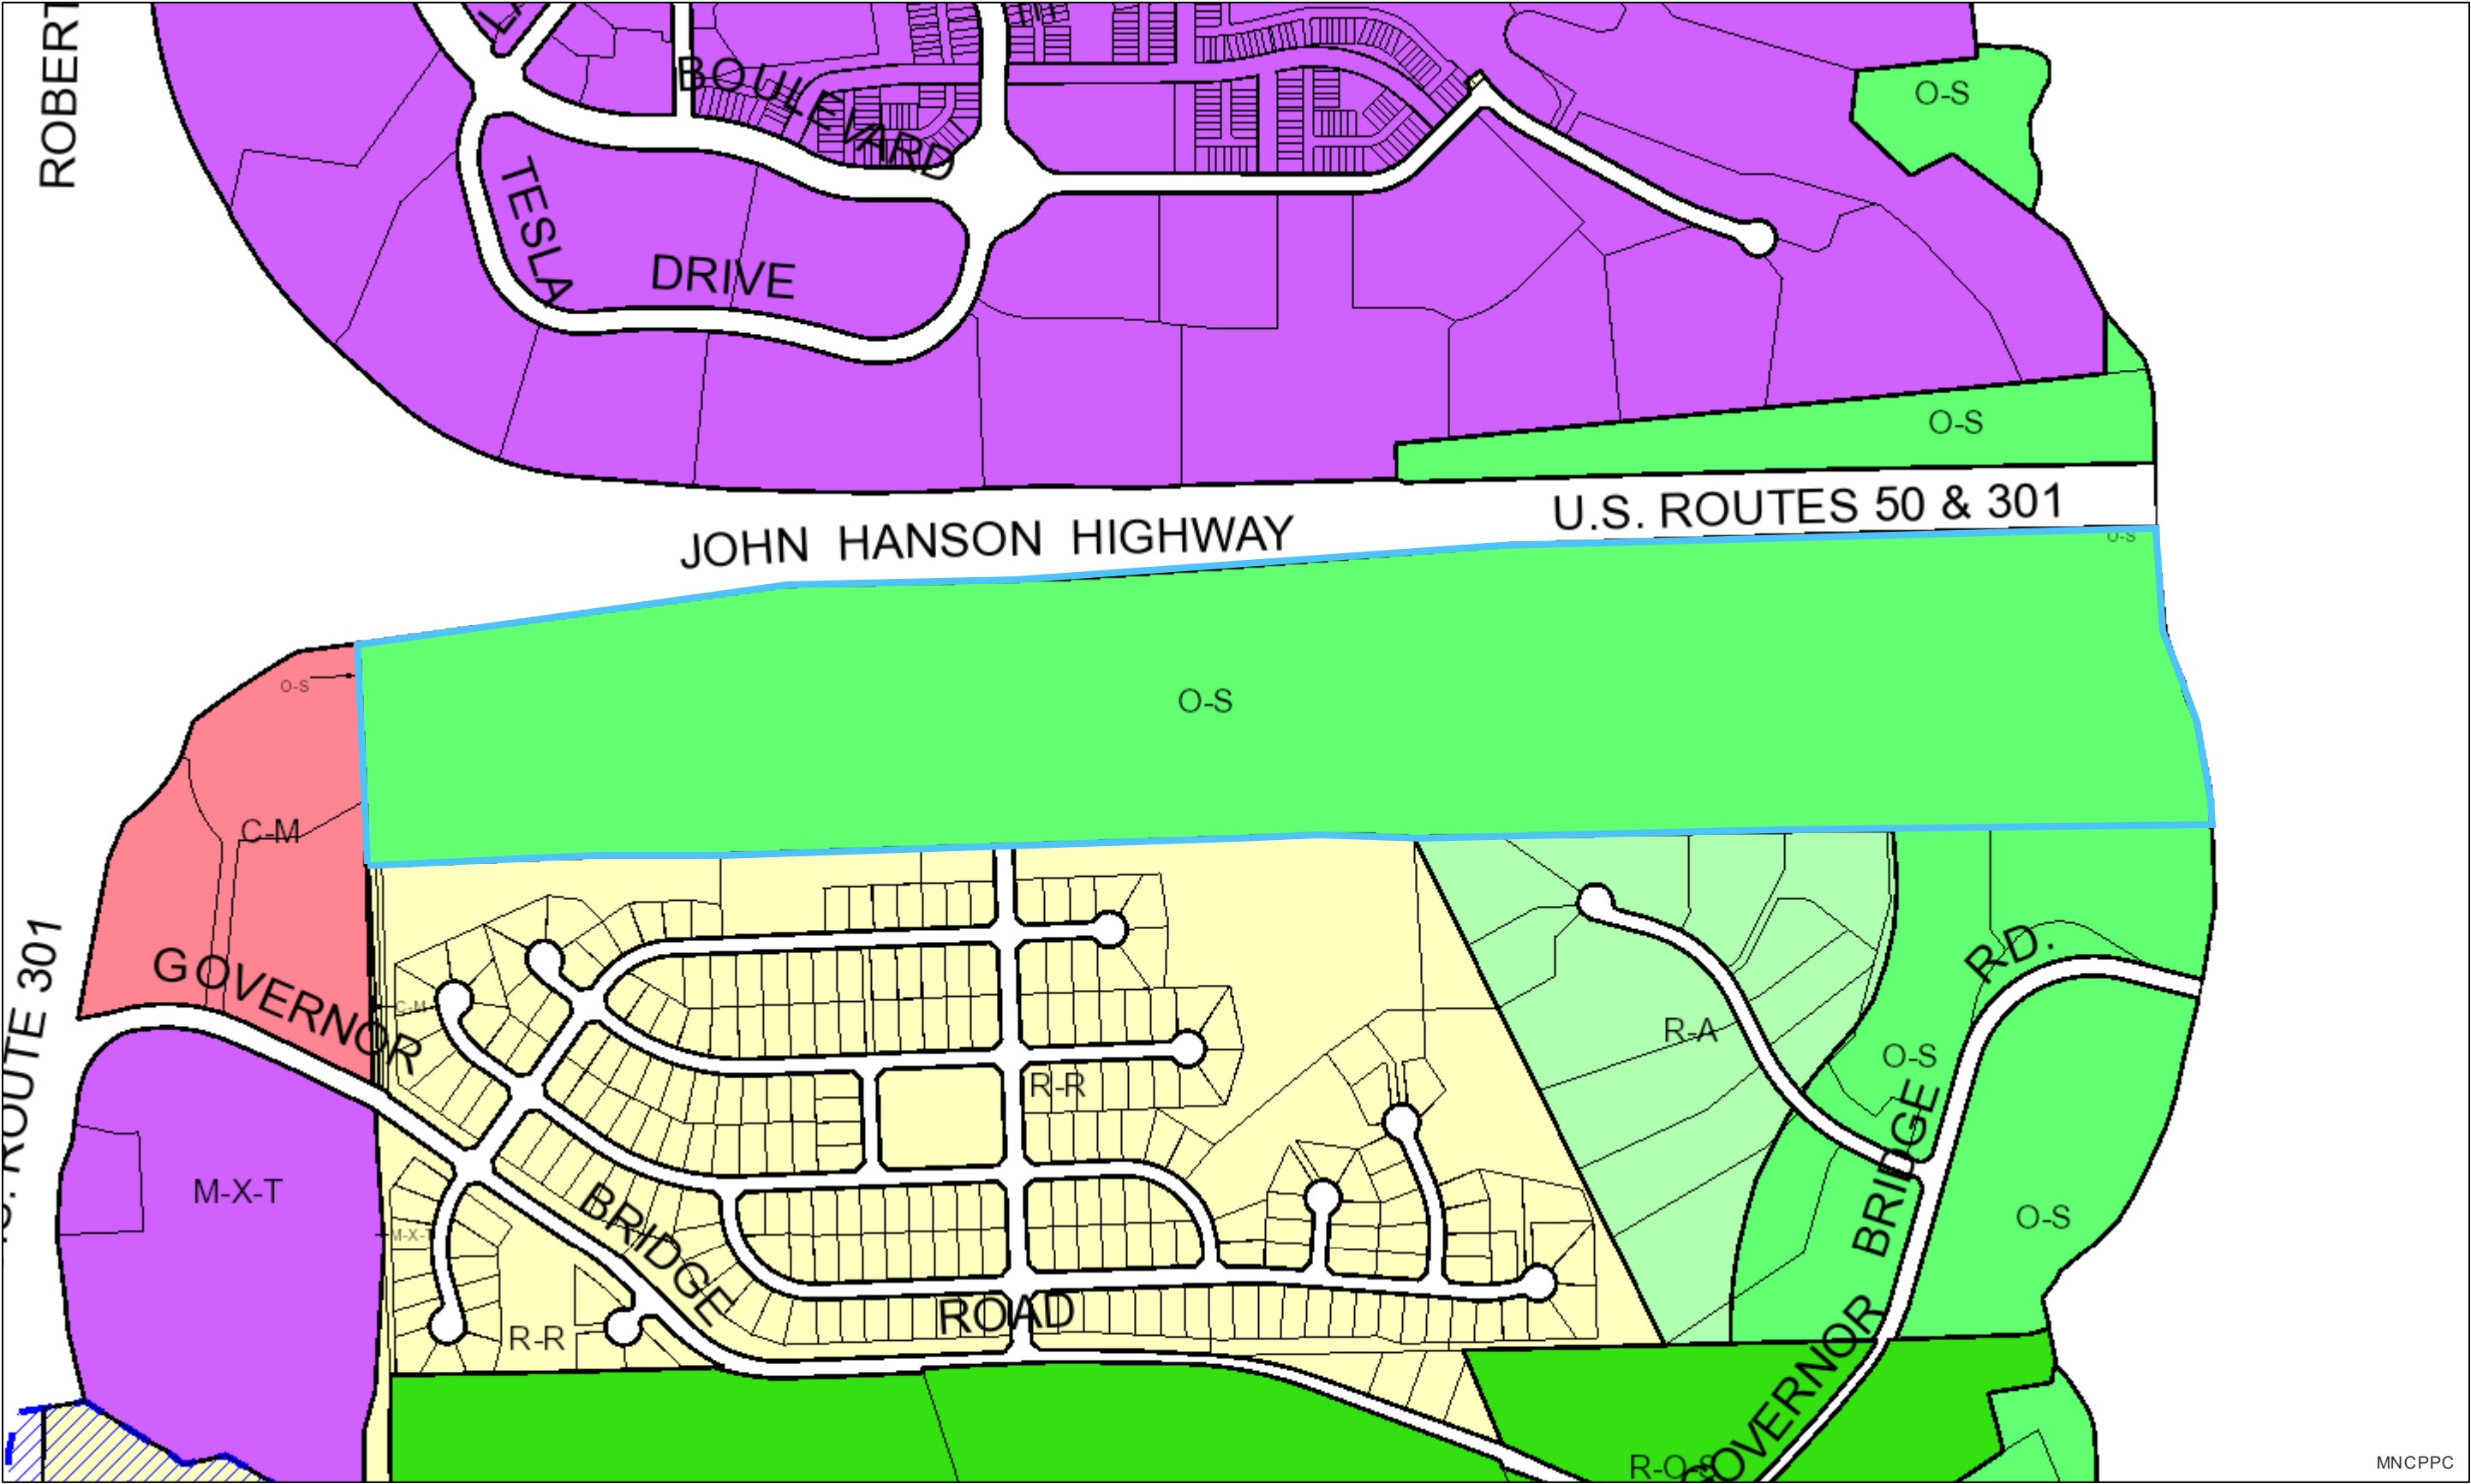 ROBERT
BOULEVARD
O-S
TESLA
DRIVE
O-S
U.S. ROUTES 50 & 301
JOHN HANSON HIGHWAY
O-S
O-S
O-S
C-M
ROUTE 301
GOVERNOR
RD.
C-M
R-A
O-S
R-R
BRIDGE
M-X-T
O-S
M-X-T
BRIDGE
ROAD
R-R
GOVERNOR
R-O-S
MNCPPC